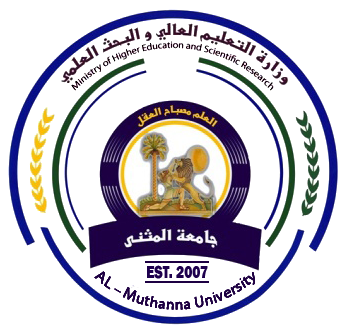 وزارة التعليم العالي و البحث العلمي
Ministry of Higher Education and Scientific Research
العلم مصباح العقل
جامعة المثنى
EST. 2007
AL – Muthanna University